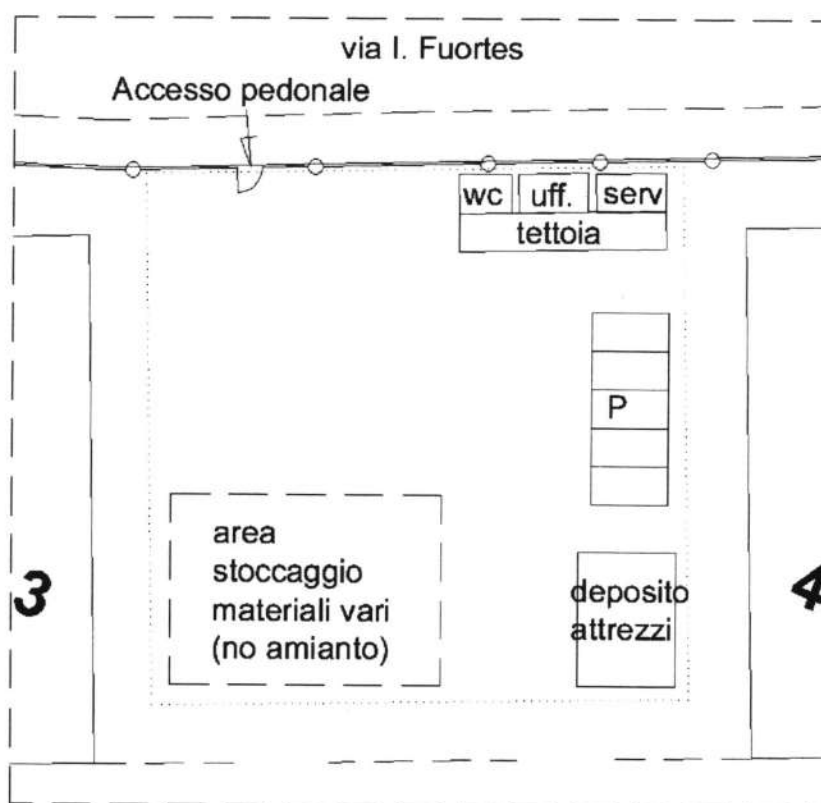 via I. Fuortes
Accesso pedonale
wc uff. serv
tettoia
P
area
stoccaggio
materiali vari
(no amianto)
deposito
attrezzi
3
4